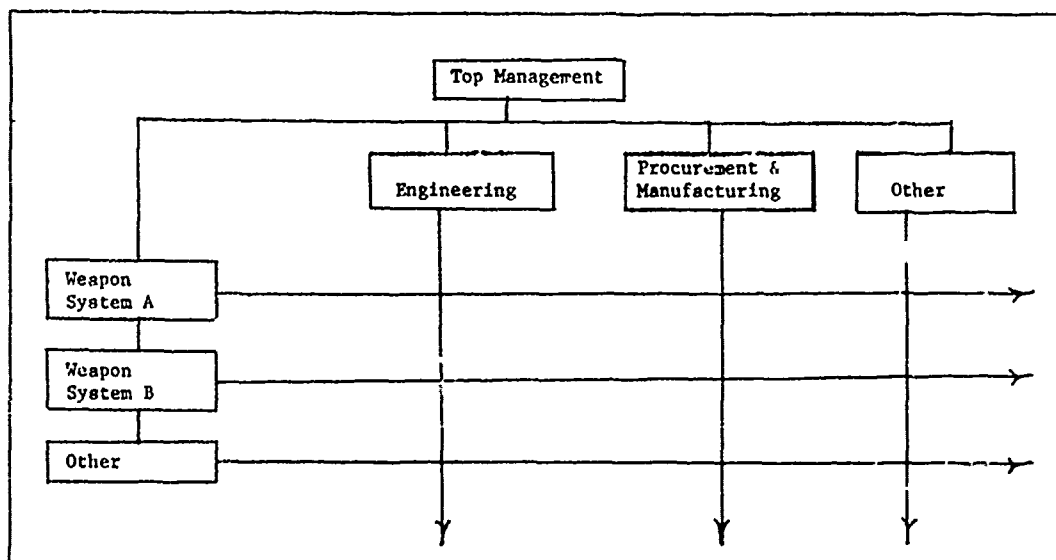 Top Management
Engineering
Procurement &
Manufacturing
Other
Weapon
System A
Weapon
System B
Other